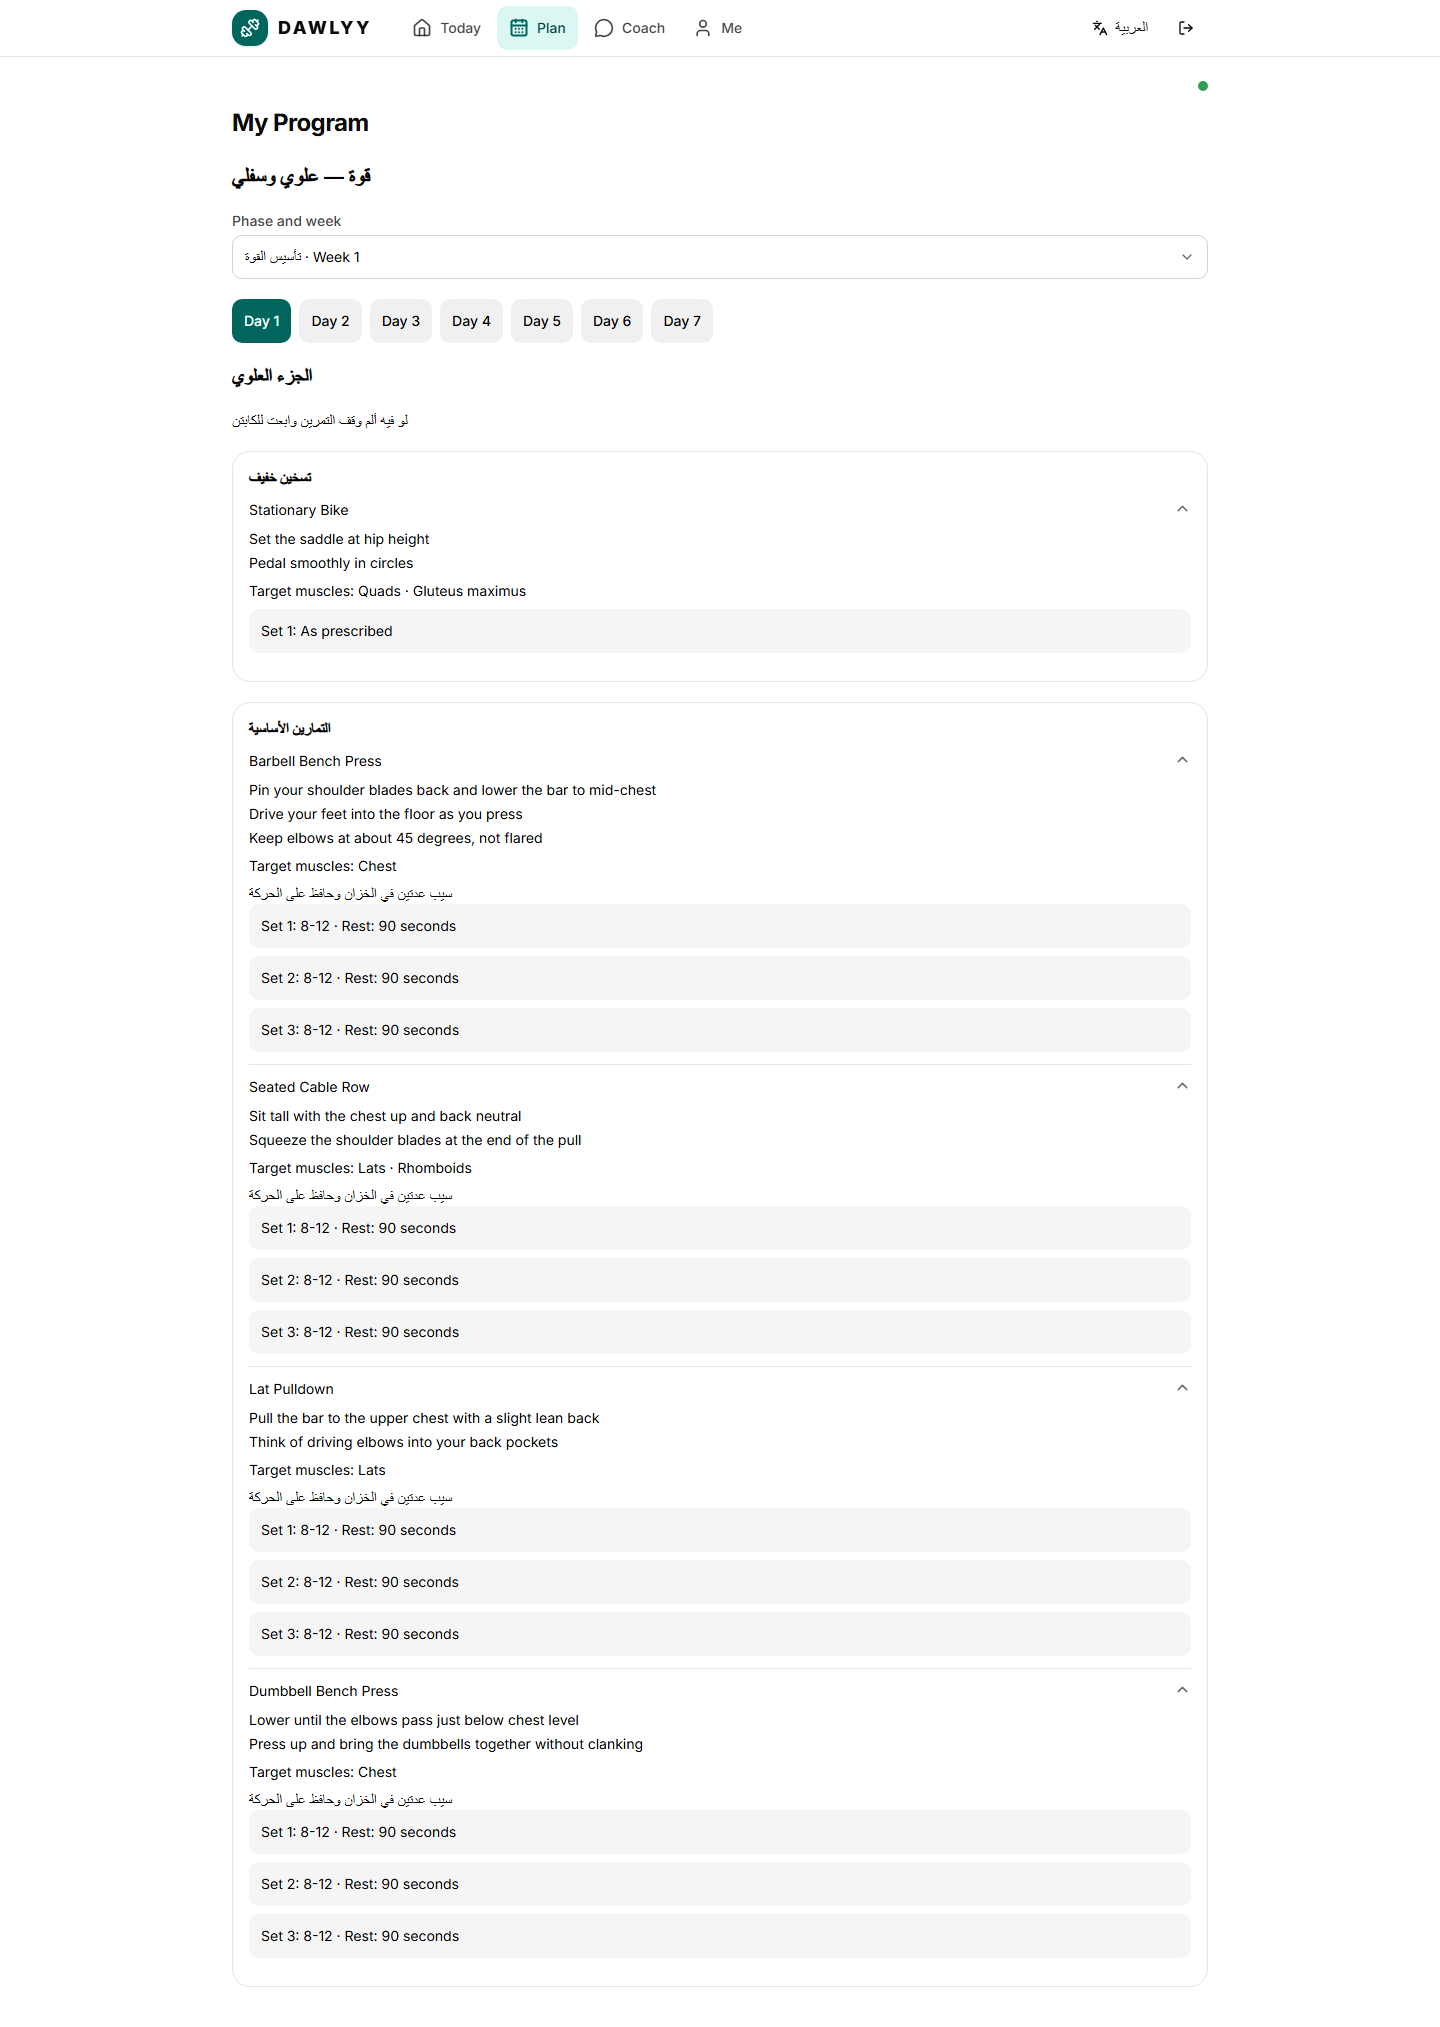 DAWLYY
Today
Plan
Coach
Me
العربية
My Program
قوة — علوي وسفلي
Phase and week
تأسيس القوة · Week 1
Day 1
Day 2
Day 3
Day 4
Day 5
Day 6
Day 7
الجزء العلوي
لو فيه ألم وقف التمرين وابعت للكابتن
تسخين خفيف
Stationary Bike
Set the saddle at hip height
Pedal smoothly in circles
Target muscles: Quads · Gluteus maximus
Set 1: As prescribed
التمارين الأساسية
Barbell Bench Press
Pin your shoulder blades back and lower the bar to mid-chest
Drive your feet into the floor as you press
Keep elbows at about 45 degrees, not flared
Target muscles: Chest
سيب عدتين في الخزان وحافظ على الحركة
Set 1: 8-12 · Rest: 90 seconds
Set 2: 8-12 · Rest: 90 seconds
Set 3: 8-12 · Rest: 90 seconds
Seated Cable Row
Sit tall with the chest up and back neutral
Squeeze the shoulder blades at the end of the pull
Target muscles: Lats · Rhomboids
سيب عدتين في الخزان وحافظ على الحركة
Set 1: 8-12 · Rest: 90 seconds
Set 2: 8-12 · Rest: 90 seconds
Set 3: 8-12 · Rest: 90 seconds
Lat Pulldown
Pull the bar to the upper chest with a slight lean back
Think of driving elbows into your back pockets
Target muscles: Lats
سيب عدتين في الخزان وحافظ على الحركة
Set 1: 8-12 · Rest: 90 seconds
Set 2: 8-12 · Rest: 90 seconds
Set 3: 8-12 · Rest: 90 seconds
Dumbbell Bench Press
Lower until the elbows pass just below chest level
Press up and bring the dumbbells together without clanking
Target muscles: Chest
سيب عدتين في الخزان وحافظ على الحركة
Set 1: 8-12 · Rest: 90 seconds
Set 2: 8-12 · Rest: 90 seconds
Set 3: 8-12 · Rest: 90 seconds